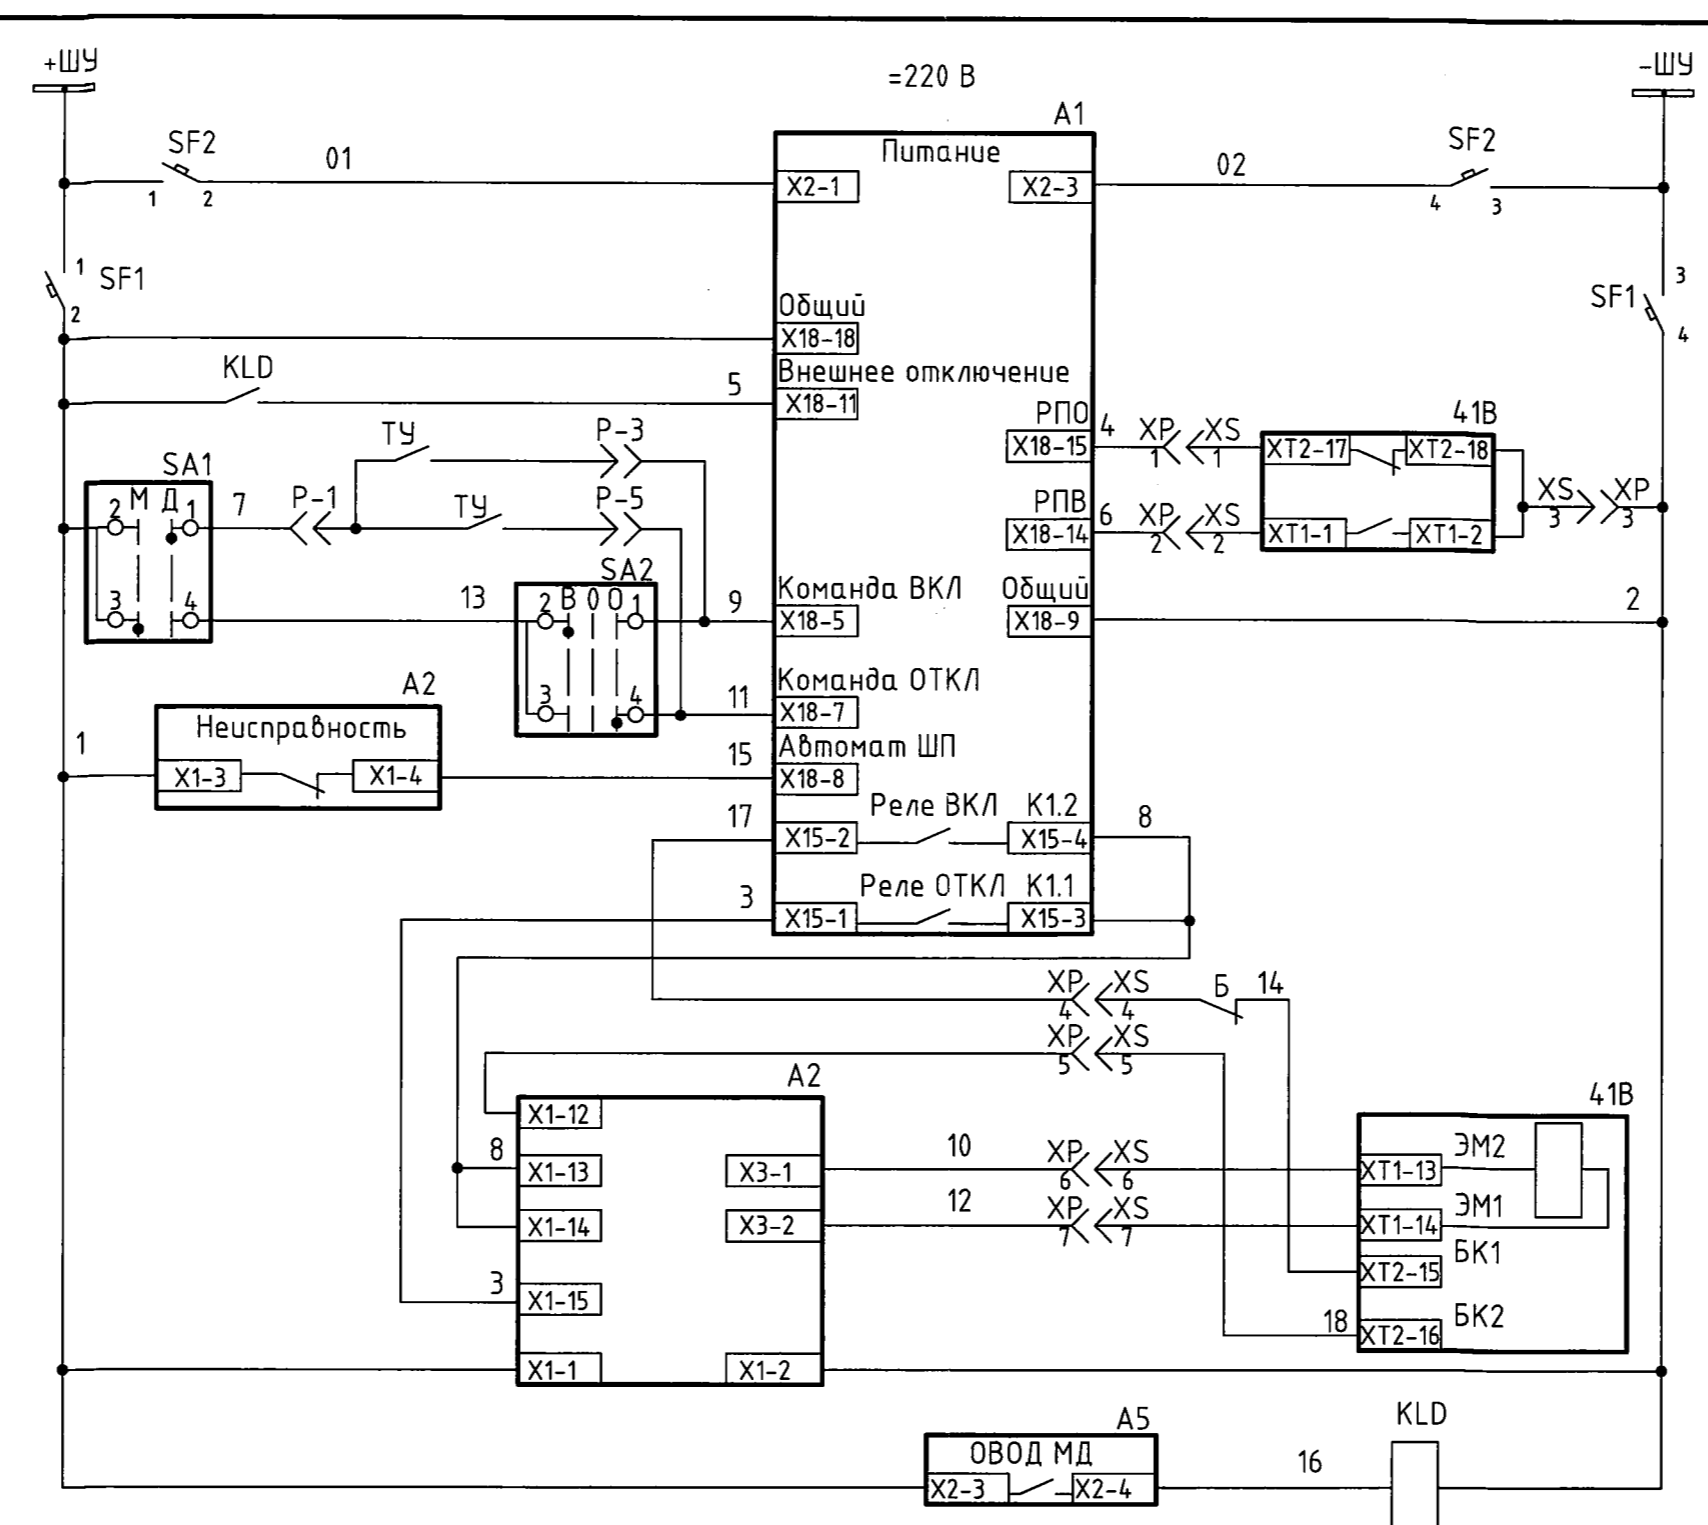 +ШУ
-ШУ
=220 В
A1
SF2
01
Питание
02
SF2
X2-1
X2-3
1
2
4
3
1
SF1
2
3
SF1
4
Общий
X18-18
KLD
5
Внешнее отключение
X18-11
РПО
4
XP
XS
41В
X18-15
1
1
XT2-17
XT2-18
ТУ
Р-3
SA1
2
М
Д
1
7
Р-1
ТУ
Р-5
РПВ
6
XP
XS
X18-14
2
2
XT1-1
XT1-2
XS
XP
3
3
3
4
13
SA2
2
В
0
О
1
9
Команда ВКЛ
X18-5
Общий
X18-9
2
3
4
11
Команда ОТКЛ
X18-7
A2
Неисправность
1
X1-3
X1-4
15
Автомат ШП
X18-8
17
Реле ВКЛ
К1.2
8
X15-2
X15-4
3
Реле ОТКЛ
К1.1
X15-1
X15-3
XP
XS
Б
14
4
4
XP
XS
5
5
A2
X1-12
8
X1-13
X3-1
10
XP
XS
6
6
X1-14
X3-2
12
XP
XS
7
7
3
X1-15
X1-1
X1-2
41В
ЭМ2
XT1-13
ЭМ1
XT1-14
БК1
XT2-15
18
БК2
XT2-16
A5
ОВОД МД
X2-3
X2-4
16
KLD